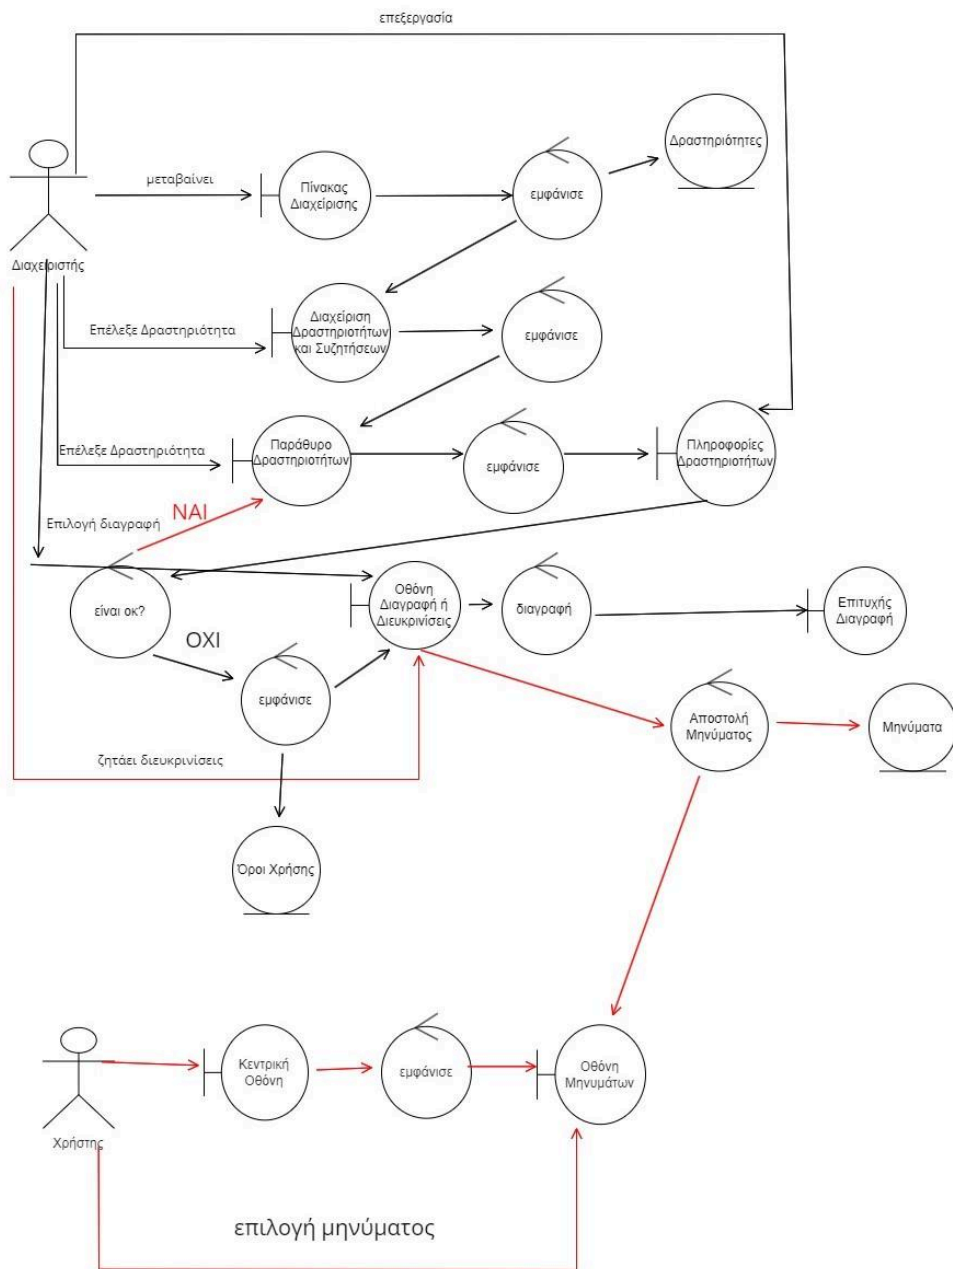 επεξεργασία
Δραστηριότητες
μεταβαίνει
Πίνακας
Διαχείρισης
εμφάνισε
Διαχειριστής
Επέλεξε Δραστηριότητα
Διαχείριση
Δραστηριοτήτων
και Συζητήσεων
εμφάνισε
Επέλεξε Δραστηριότητα
Παράθυρο
Δραστηριοτήτων
εμφάνισε
Πληροφορίες
Δραστηριοτήτων
Επιλογή διαγραφή
ΝΑΙ
είναι οκ?
Οθόνη
Διαγραφή ή
Διευκρινίσεις
διαγραφή
Επιτυχής
Διαγραφή
ΟΧΙ
εμφάνισε
Αποστολή
Μηνύματος
Μηνύματα
ζητάει διευκρινίσεις
Όροι Χρήσης
Χρήστης
Κεντρική
Οθόνη
εμφάνισε
Οθόνη
Μηνυμάτων
επιλογή μηνύματος